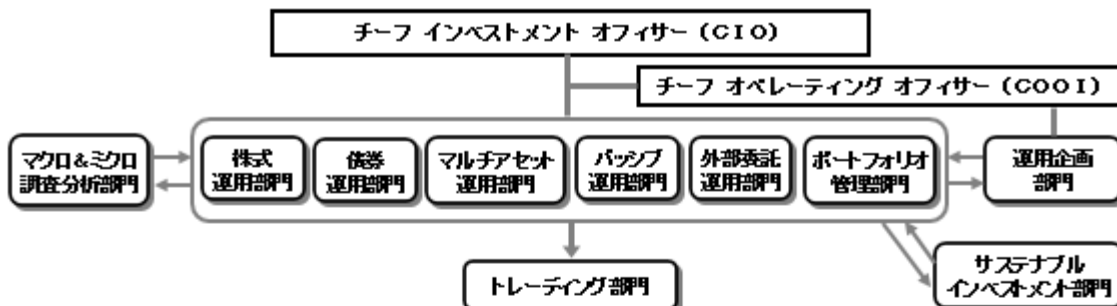 チーフ インベストメント オフィサー (CIO)
チーフ オペレーティング オフィサー (COOI)
マクロ&ミクロ
調査分析部門
株式
運用部門
債券
運用部門
マルチアセット
運用部門
パッシブ
運用部門
外部委託
運用部門
ポートフォリオ
管理部門
運用企画
部門
トレーディング部門
サステナブル
インベストメント部門